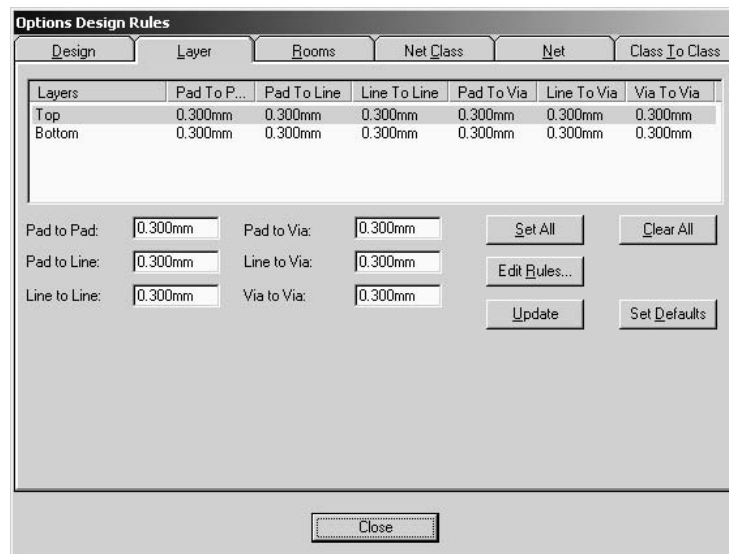 Options Design Rules
Design Layer Rooms Net Class Net Class To Class
Layers Pad To P... Pad To Line Line To Line Pad To Via Line To Via Via To Via
Top 0.300mm 0.300mm 0.300mm 0.300mm 0.300mm 0.300mm
Bottom 0.300mm 0.300mm 0.300mm 0.300mm 0.300mm 0.300mm
Pad to Pad: 0.300mm Pad to Via: 0.300mm Set All Clear All
Pad to Line: 0.300mm Line to Via: 0.300mm Edit Rules...
Line to Line: 0.300mm Via to Via: 0.300mm Update Set Defaults
Close